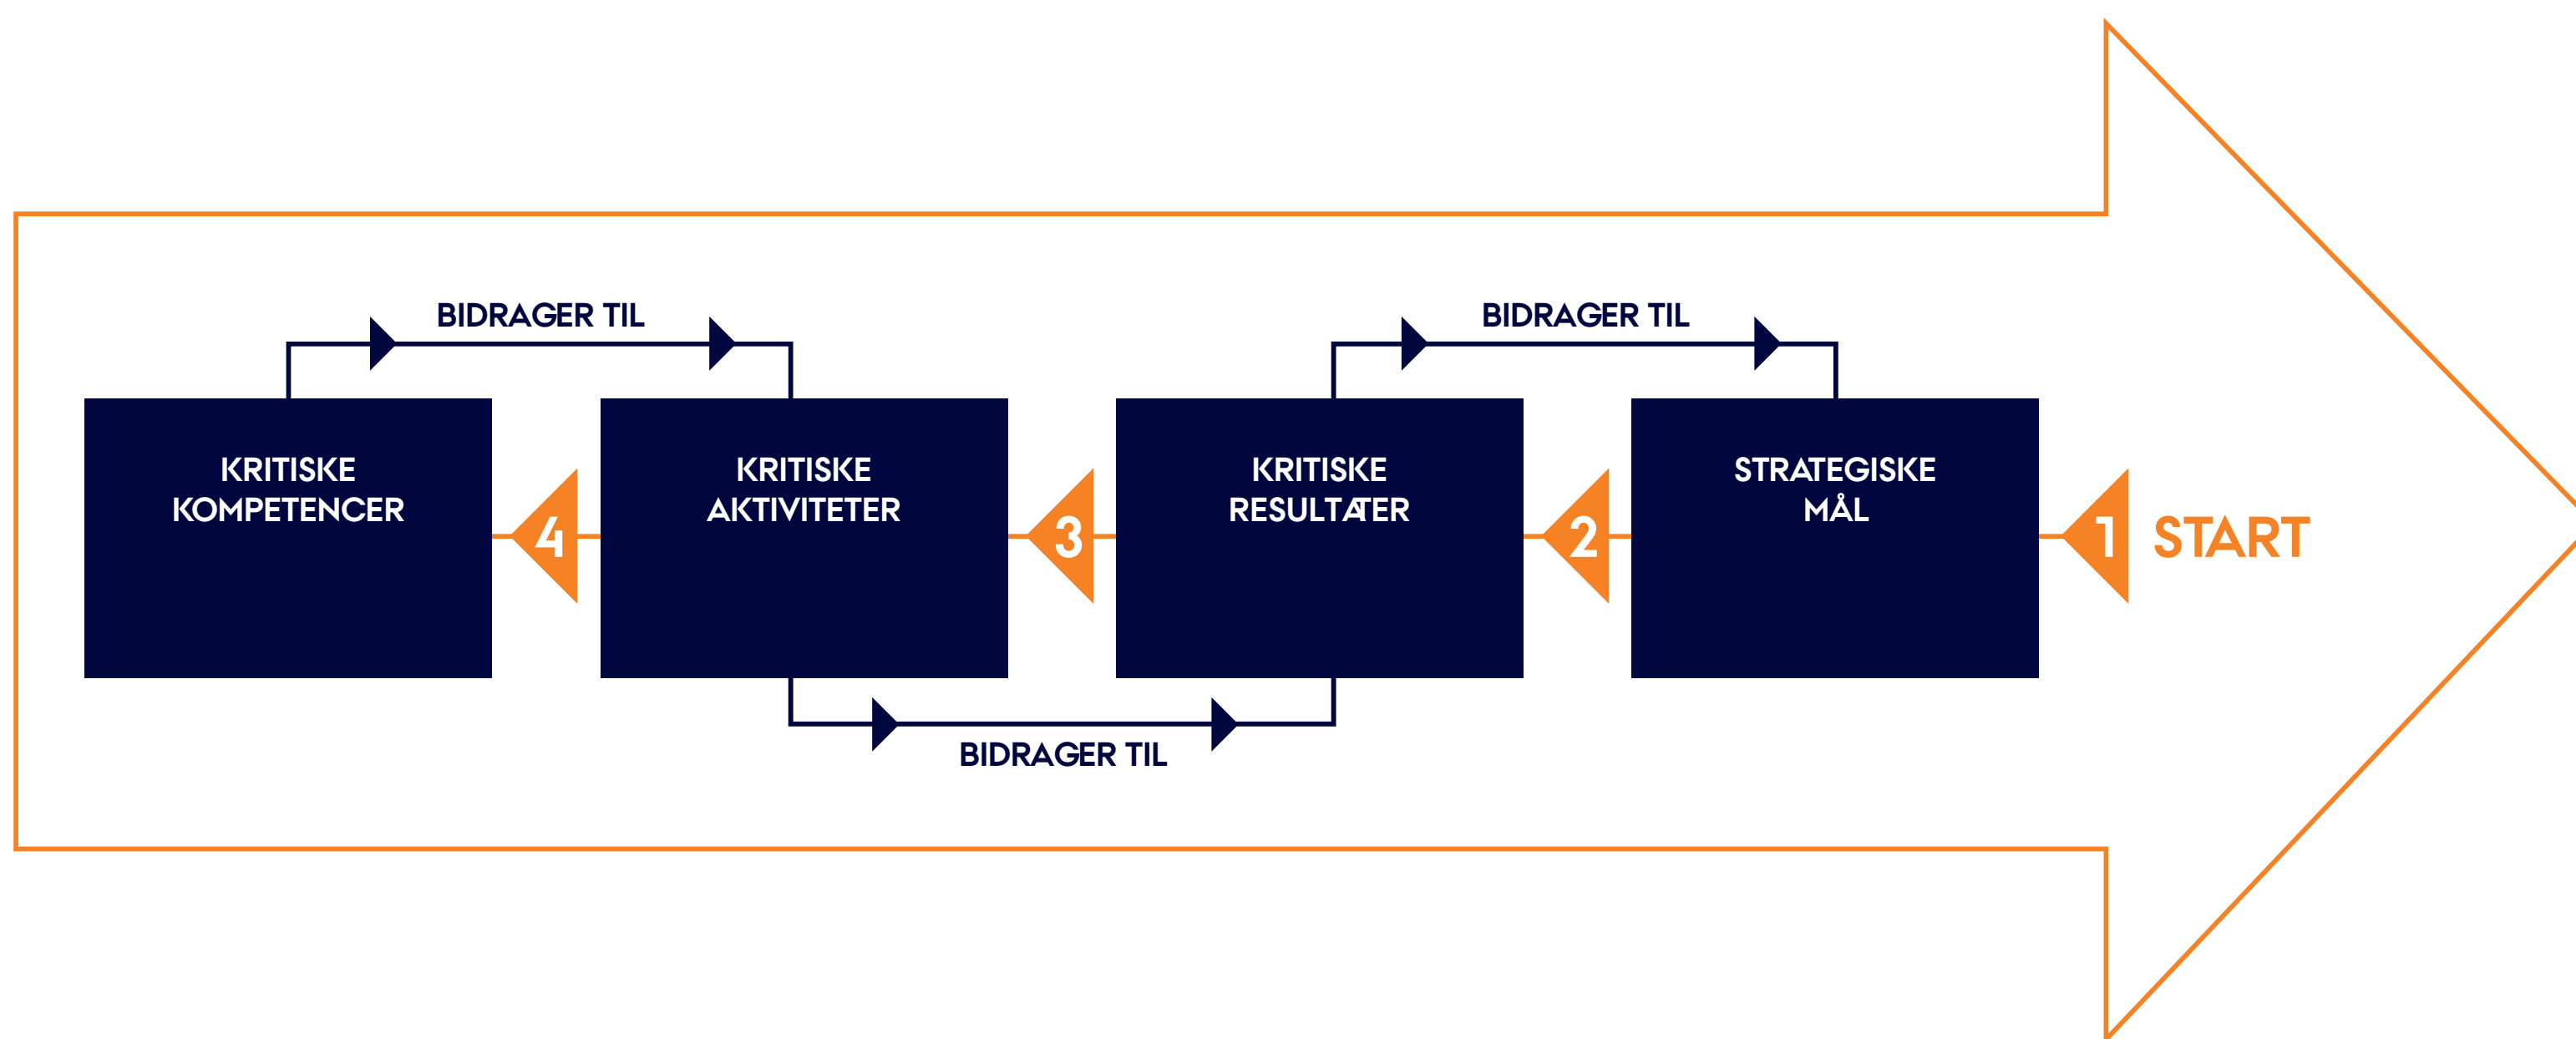 BIDRAGER TIL
BIDRAGER TIL
KRITISKE
KOMPETENCER
4
KRITISKE
AKTIVITETER
3
KRITISKE
RESULTATER
2
STRATEGISKE
MÅL
1 START
BIDRAGER TIL